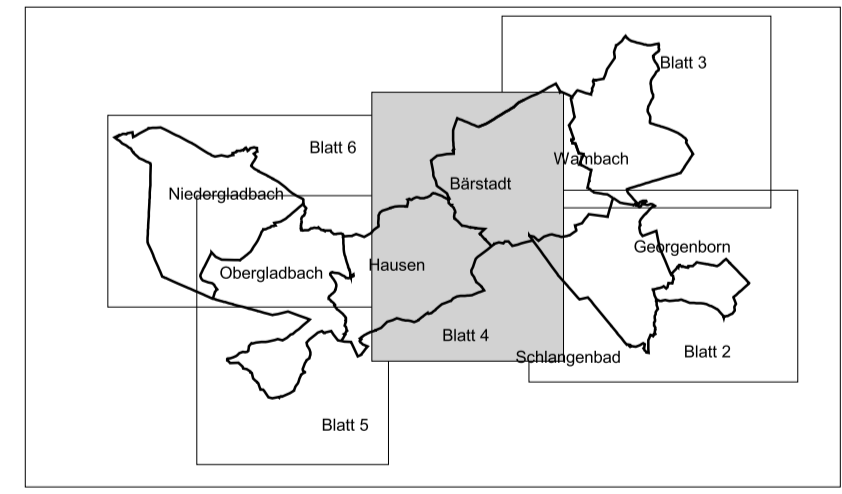 Blatt 3
Blatt 6
Wambach
Bärstadt
Niedergladbach
Georgenborn
Hausen
Obergladbach
Blatt 4
Blatt 2
Schlangenbad
Blatt 5